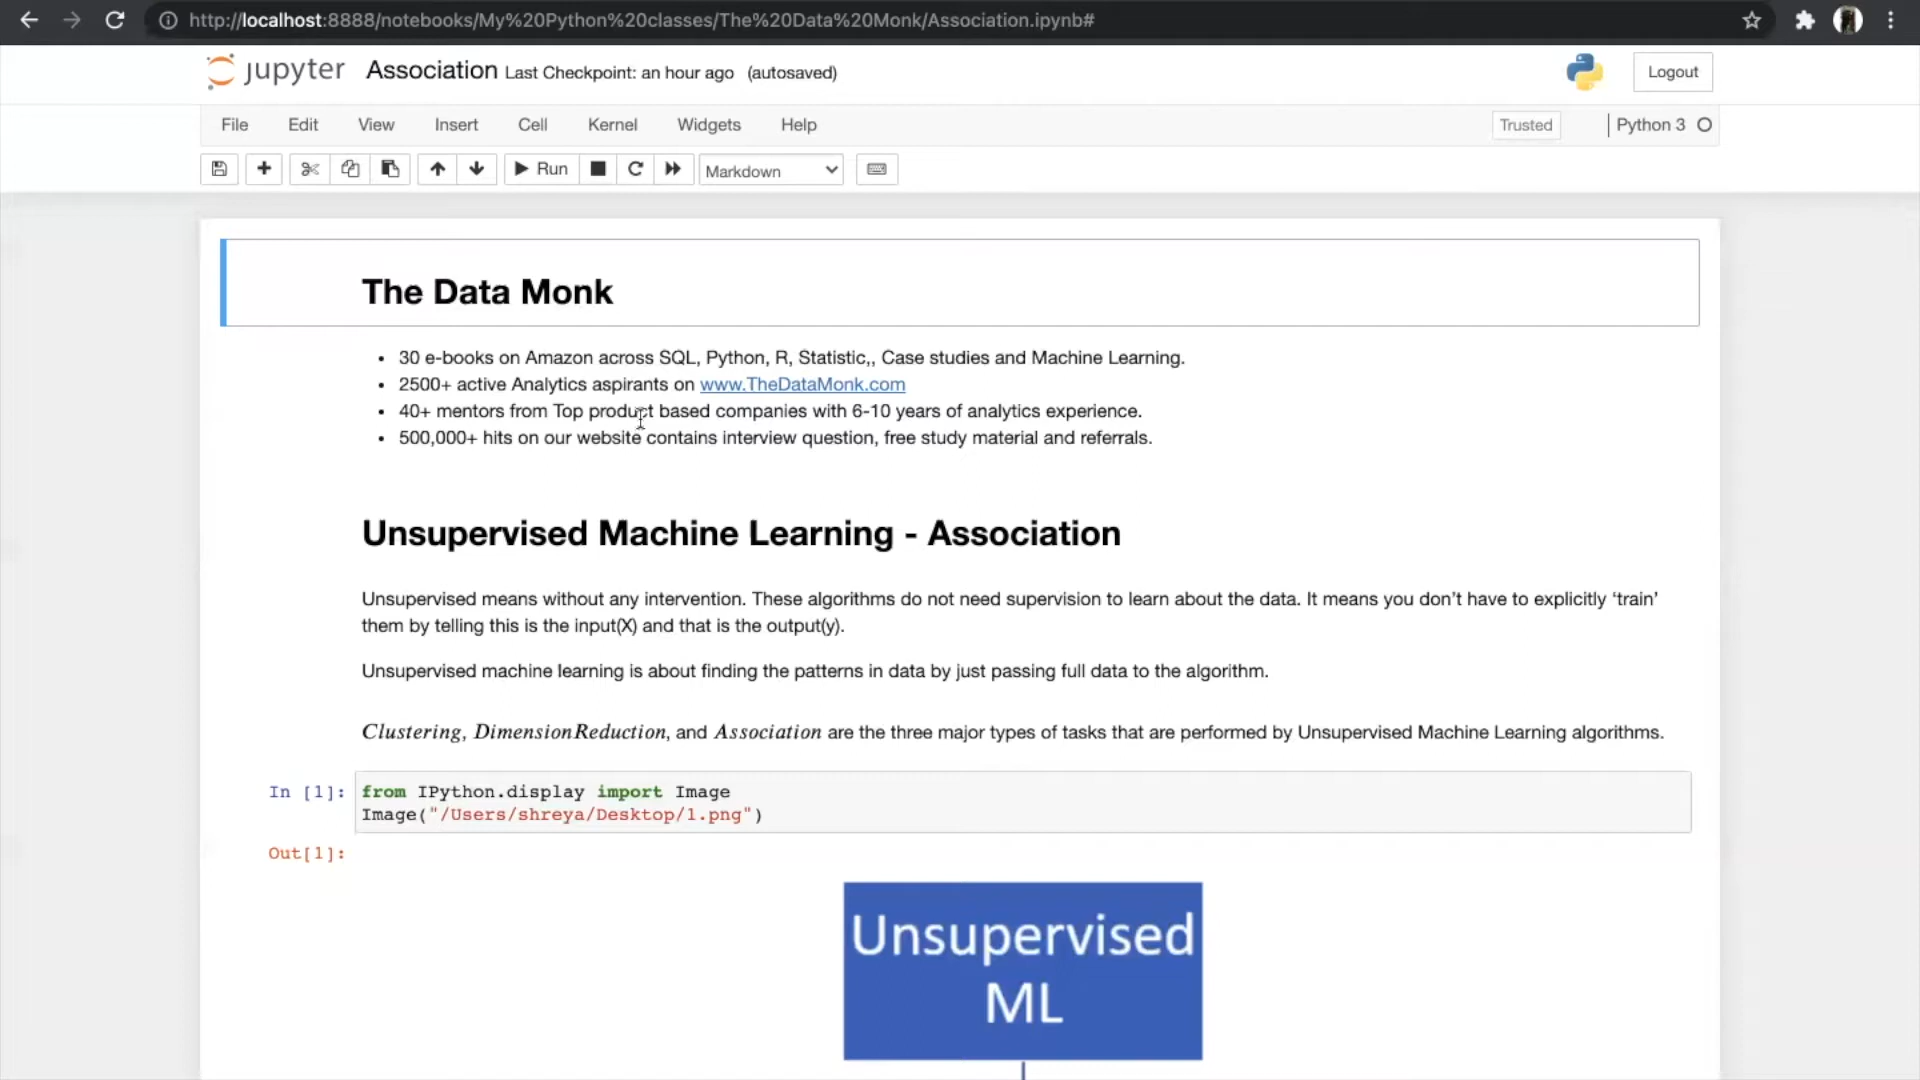 http://localhost:8888/notebooks/My%20Python%20classes/The%20Data%20Monk/Association.ipynb#
jupyter Association Last Checkpoint: an hour ago (autosaved)
Logout
File Edit View Insert Cell Kernel Widgets Help
Trusted
Python 3
Run
Markdown
The Data Monk
• 30 e-books on Amazon across SQL, Python, R, Statistic,, Case studies and Machine Learning.
• 2500+ active Analytics aspirants on www.TheDataMonk.com
• 40+ mentors from Top product based companies with 6-10 years of analytics experience.
• 500,000+ hits on our website contains interview question, free study material and referrals.
Unsupervised Machine Learning - Association
Unsupervised means without any intervention. These algorithms do not need supervision to learn about the data. It means you don’t have to explicitly ‘train’
them by telling this is the input(X) and that is the output(y).
Unsupervised machine learning is about finding the patterns in data by just passing full data to the algorithm.
Clustering, DimensionReduction, and Association are the three major types of tasks that are performed by Unsupervised Machine Learning algorithms.
In [1]: from IPython.display import Image
Image("/Users/shreya/Desktop/1.png")
Out[1]:
Unsupervised
ML